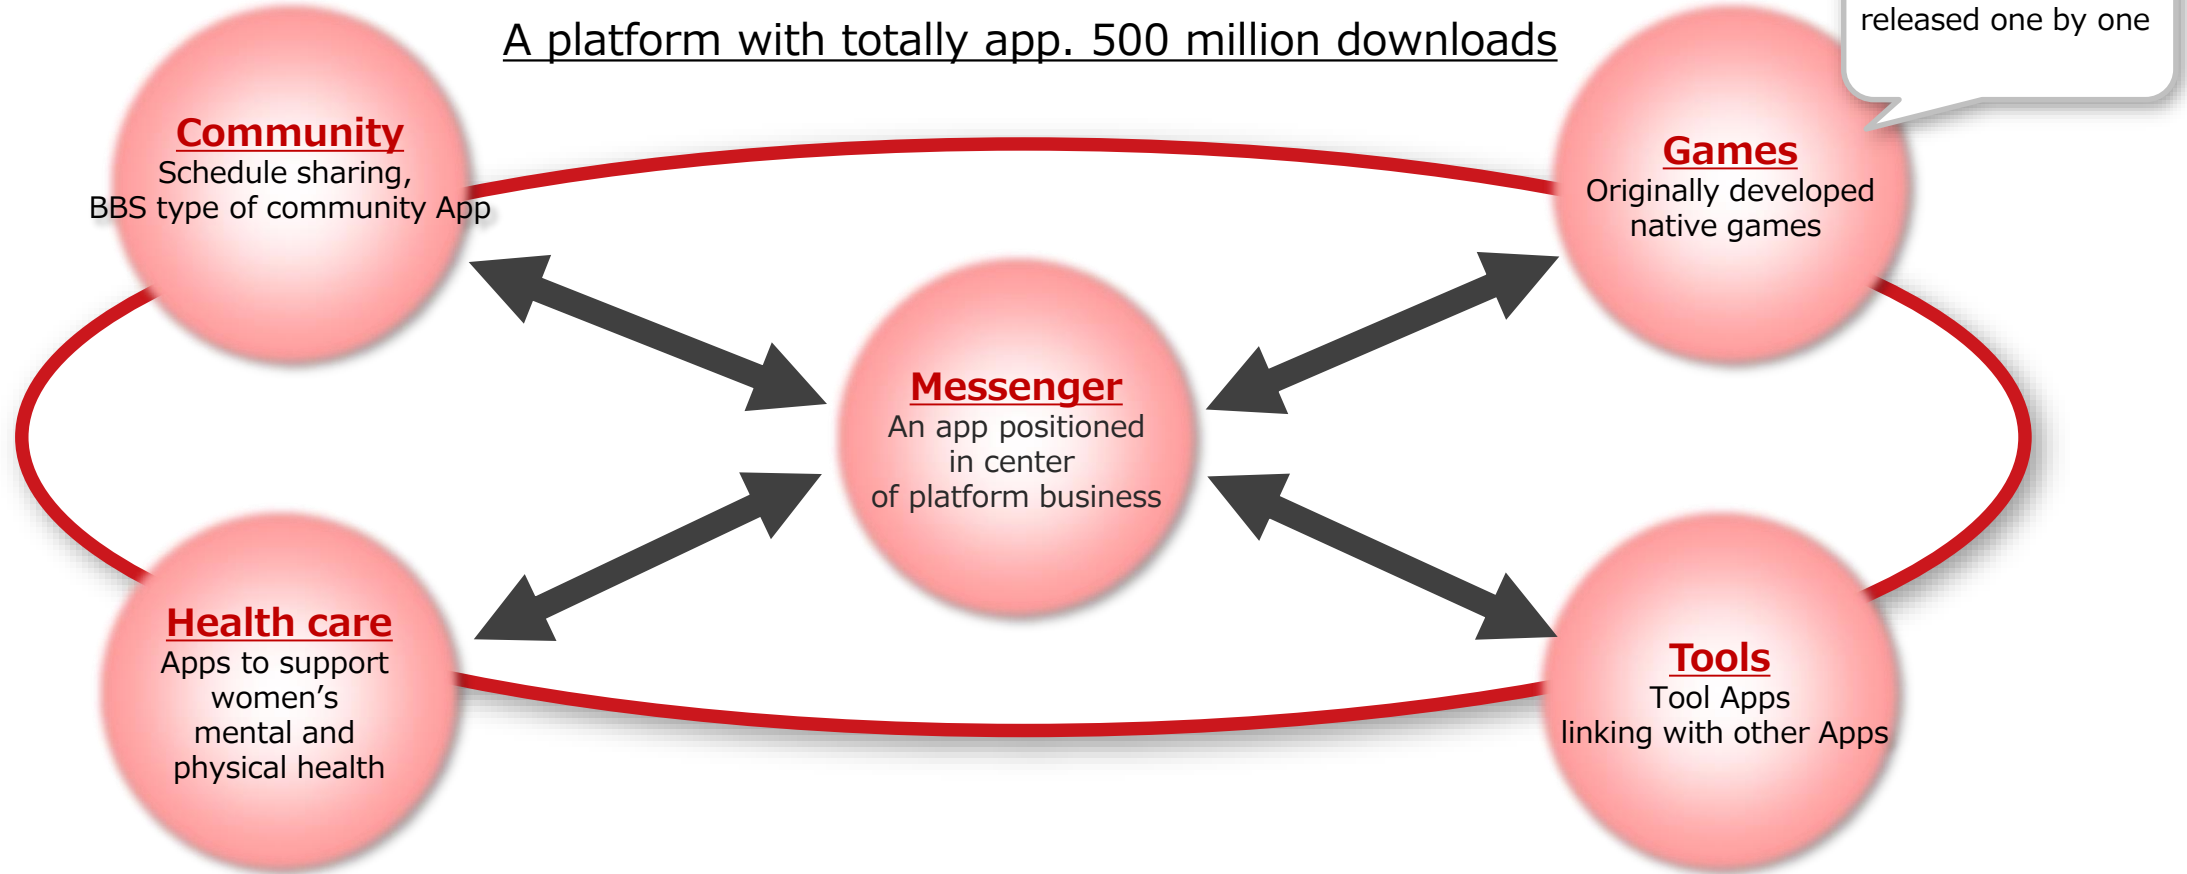 A platform with totally app. 500 million downloads
released one by one
Community
Schedule sharing,
BBS type of community App
Games
Originally developed
native games
Messenger
An app positioned
in center
of platform business
Health care
Apps to support
women’s
mental and
physical health
Tools
Tool Apps
linking with other Apps